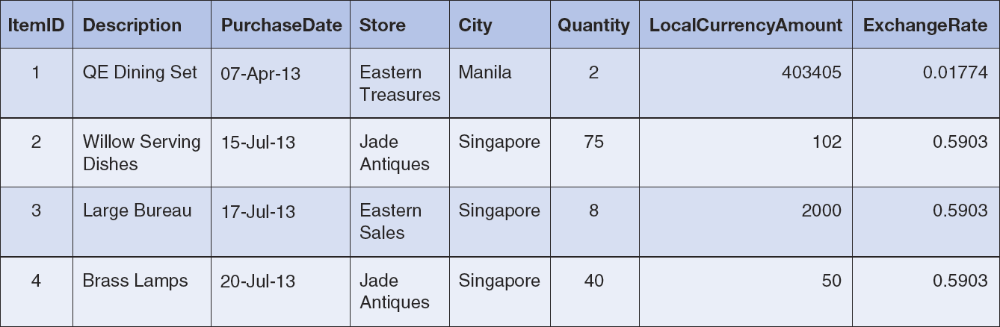 ItemID Description PurchaseDate Store City Quantity LocalCurrencyAmount ExchangeRate
1 QE Dining Set 07-Apr-13 Eastern Manila 2 403405 0.01774
Treasures
2 Willow Serving 15-Jul-13 Jade Singapore 75 102 0.5903
Dishes Antiques
3 Large Bureau 17-Jul-13 Eastern Singapore 8 2000 0.5903
Sales
4 Brass Lamps 20-Jul-13 Jade Singapore 40 50 0.5903
Antiques